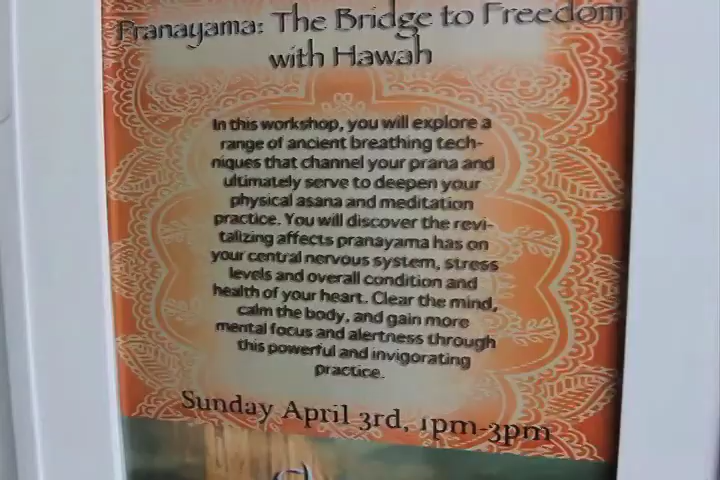 Pranayama: The Bridge to Freedom
with Hawah
In this workshop, you will explore a
range of ancient breathing tech-
niques that channel your prana and
ultimately serve to deepen your
physical asana and meditation
practice. You will discover the revi-
talizing affects pranayama has on
your central nervous system, stress
levels and overall condition and
health of your heart. Clear the mind,
calm the body, and gain more
mental focus and alertness through
this powerful and invigorating
practice.
Sunday April 3rd, 1pm-3pm